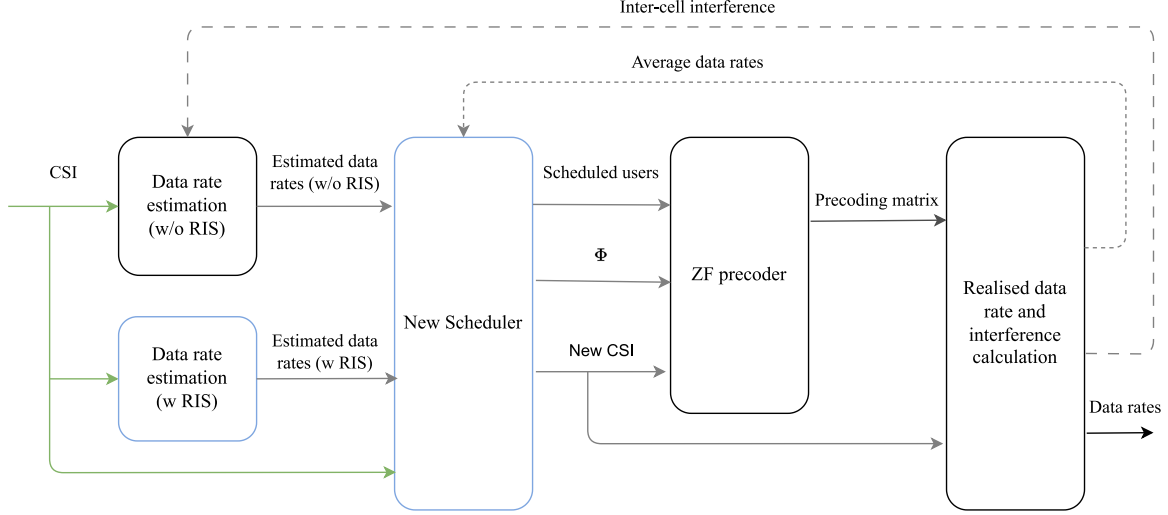 Inter-cell interference
Average data rates
CSI
Data rate
estimation
(w/o RIS)
Estimated data
rates (w/o RIS)
Data rate
estimation
(w RIS)
Estimated data
rates (w RIS)
New Scheduler
Scheduled users
Φ
New CSI
ZF precoder
Precoding matrix
Realised data
rate and
interference
calculation
Data rates